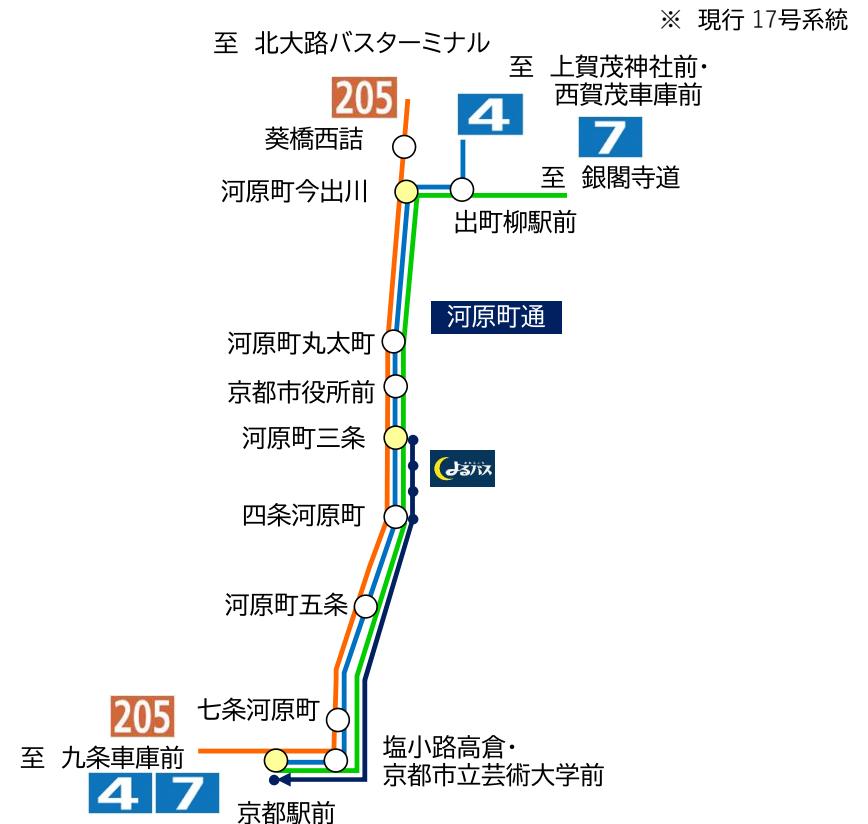 ※ 現行 17号系統
至 北大路バスターミナル
至 上賀茂神社前・
西賀茂車庫前
205
4
7
葵橋西詰
至 銀閣寺道
河原町今出川
出町柳駅前
河原町通
河原町丸太町
京都市役所前
河原町三条
よるバス
四条河原町
河原町五条
205
七条河原町
至 九条車庫前
塩小路高倉・
京都市立芸術大学前
4 7
京都駅前